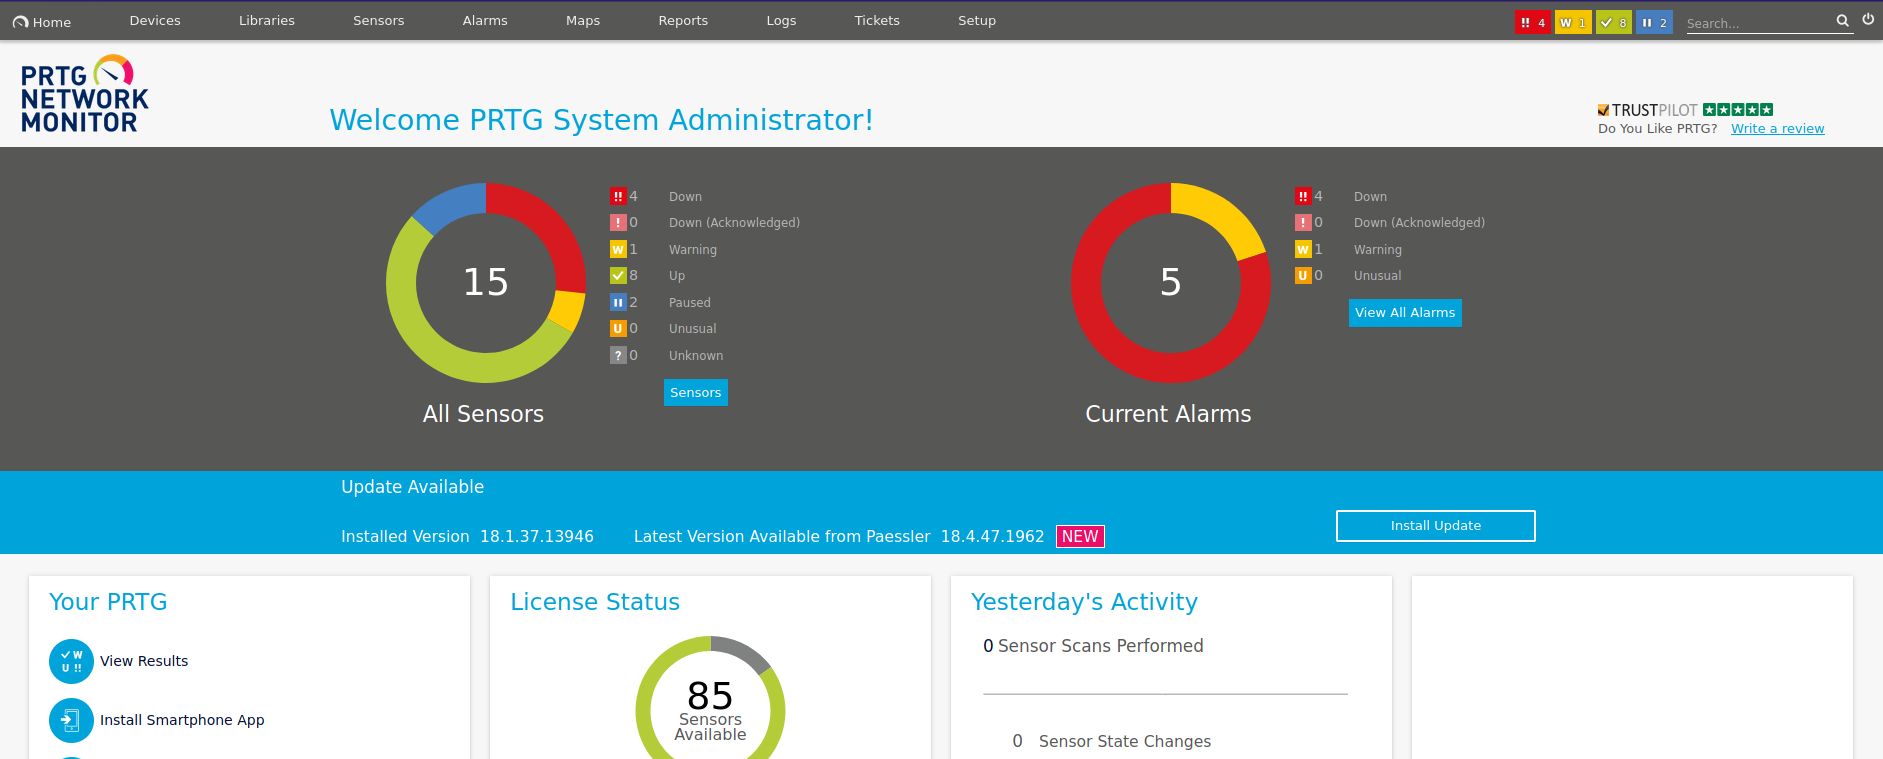 Home Devices Libraries Sensors Alarms Maps Reports Logs Tickets Setup !! 4 W 1 8 2 Search...
PRTG
NETWORK
MONITOR
Welcome PRTG System Administrator!
TRUSTPILOT
Do You Like PRTG? Write a review
15
!! 4 Down
! 0 Down (Acknowledged)
W 1 Warning
8 Up
2 Paused
U 0 Unusual
? 0 Unknown
Sensors
All Sensors
5
!! 4 Down
! 0 Down (Acknowledged)
W 1 Warning
U 0 Unusual
View All Alarms
Current Alarms
Update Available
Installed Version 18.1.37.13946 Latest Version Available from Paessler 18.4.47.1962 NEW
Install Update
Your PRTG
W
U !!
View Results
Install Smartphone App
License Status
85
Sensors
Available
Yesterday's Activity
0 Sensor Scans Performed
0 Sensor State Changes